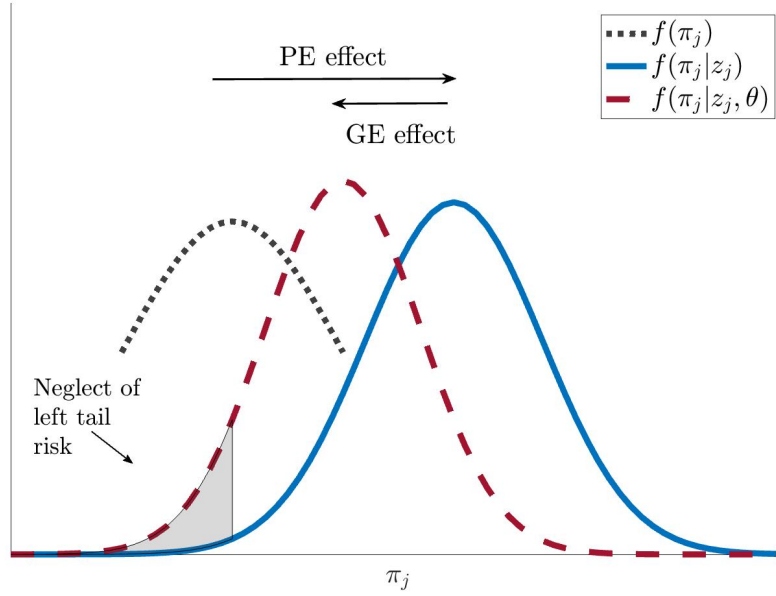 PE effect
GE effect
f(π_j)
f(π_j|z_j)
f(π_j|z_j, θ)
Neglect of
left tail
risk
π_j